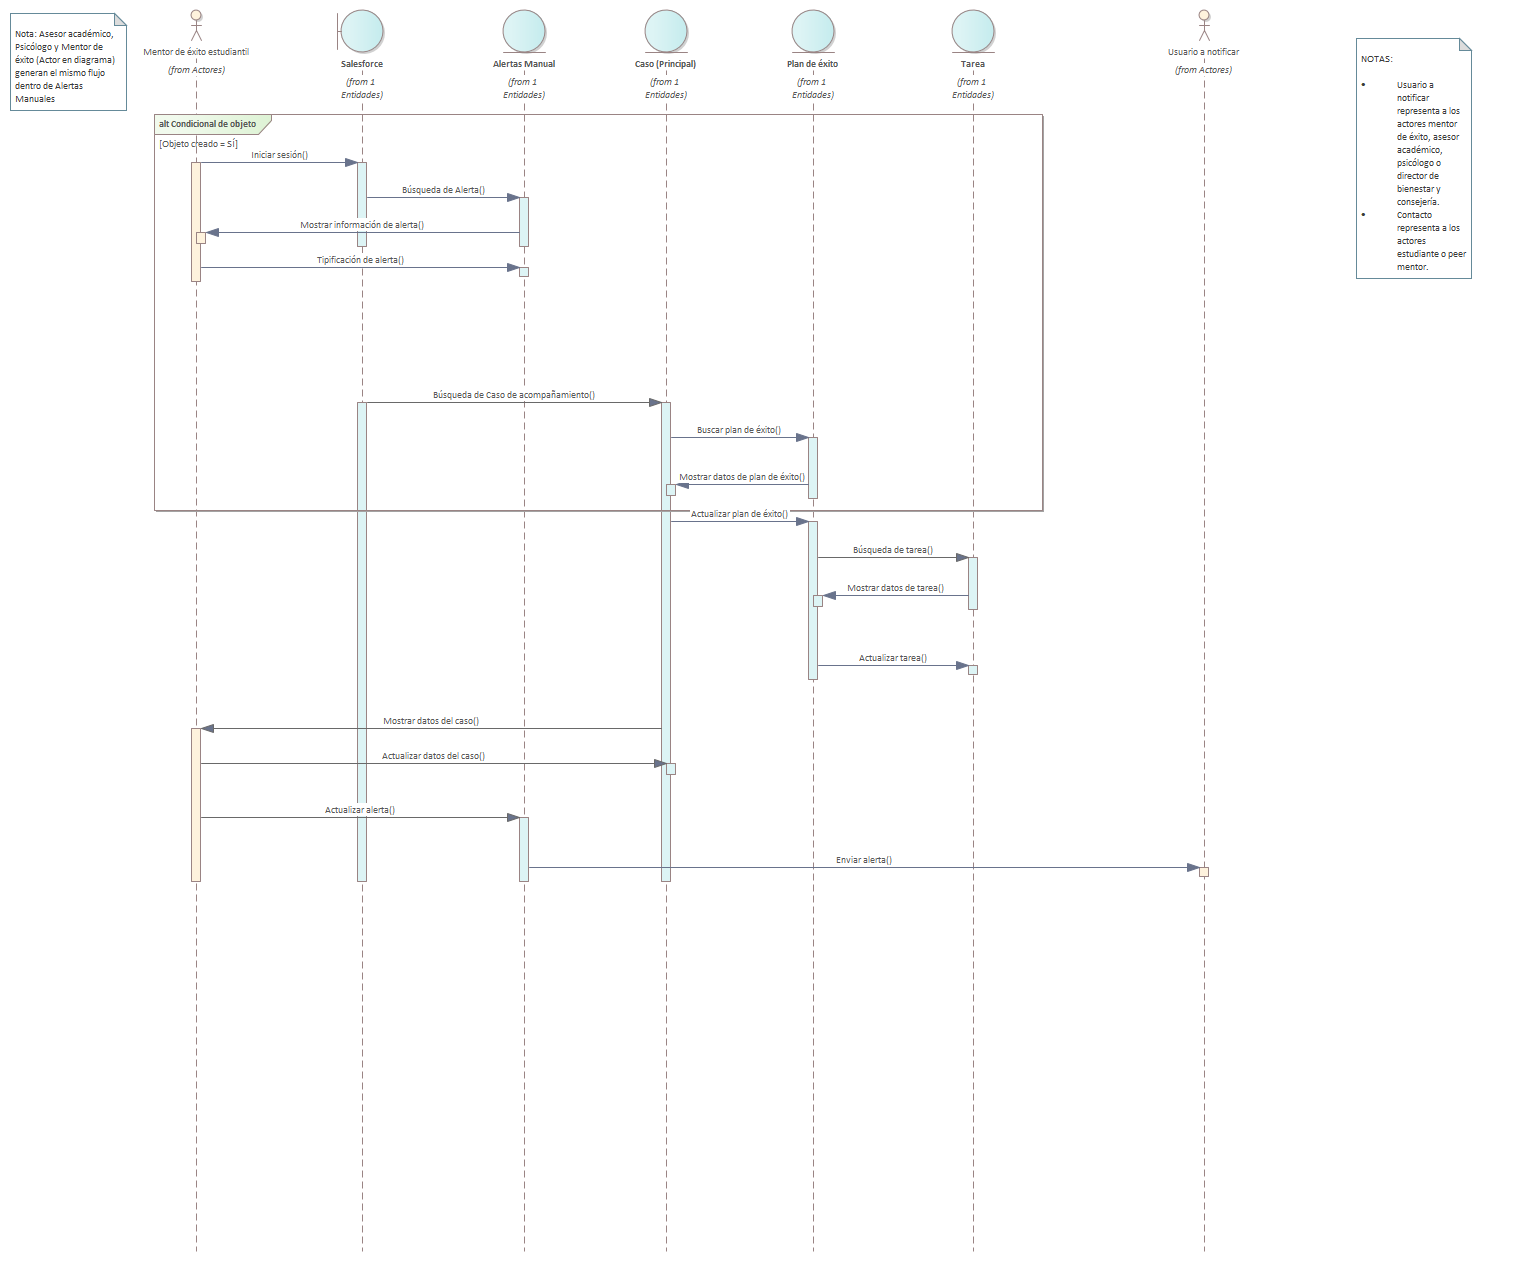 Nota: Asesor académico,
Psicólogo y Mentor de
éxito (Actor en diagrama)
generan el mismo flujo
dentro de Alertas
Manuales
Mentor de éxito estudiantil
(from Actores)
Salesforce
(from 1
Entidades)
Alertas Manual
(from 1
Entidades)
Caso (Principal)
(from 1
Entidades)
Plan de éxito
(from 1
Entidades)
Tarea
(from 1
Entidades)
Usuario a notificar
(from Actores)
NOTAS:
• Usuario a
notificar
representa a los
actores mentor
de éxito, asesor
académico,
psicólogo o
director de
bienestar y
consejería.
• Contacto
representa a los
actores
estudiante o peer
mentor.
alt Condicional de objeto
[Objeto creado = SÍ]
Iniciar sesión()
Búsqueda de Alerta()
Mostrar información de alerta()
Tipificación de alerta()
Búsqueda de Caso de acompañamiento()
Buscar plan de éxito()
Mostrar datos de plan de éxito()
Actualizar plan de éxito()
Búsqueda de tarea()
Mostrar datos de tarea()
Actualizar tarea()
Mostrar datos del caso()
Actualizar datos del caso()
Actualizar alerta()
Enviar alerta()